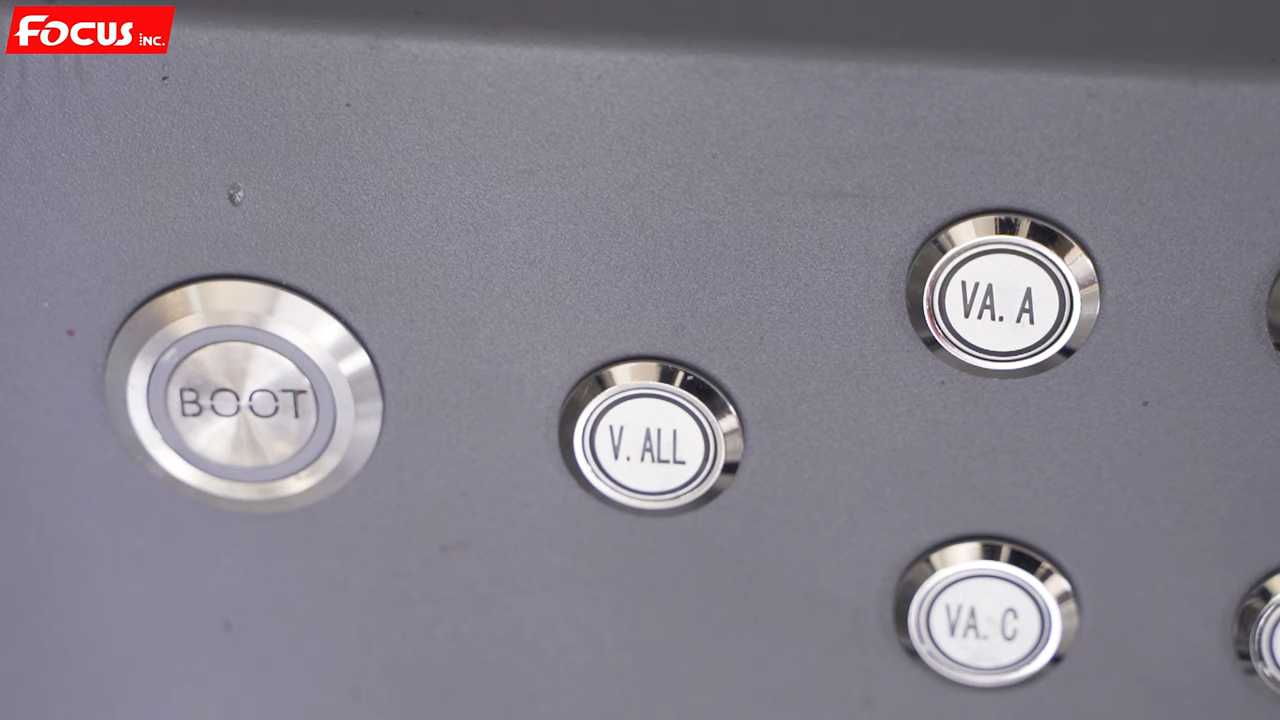 FOCUS INC.
BOOT
V. ALL
VA. A
VA. C